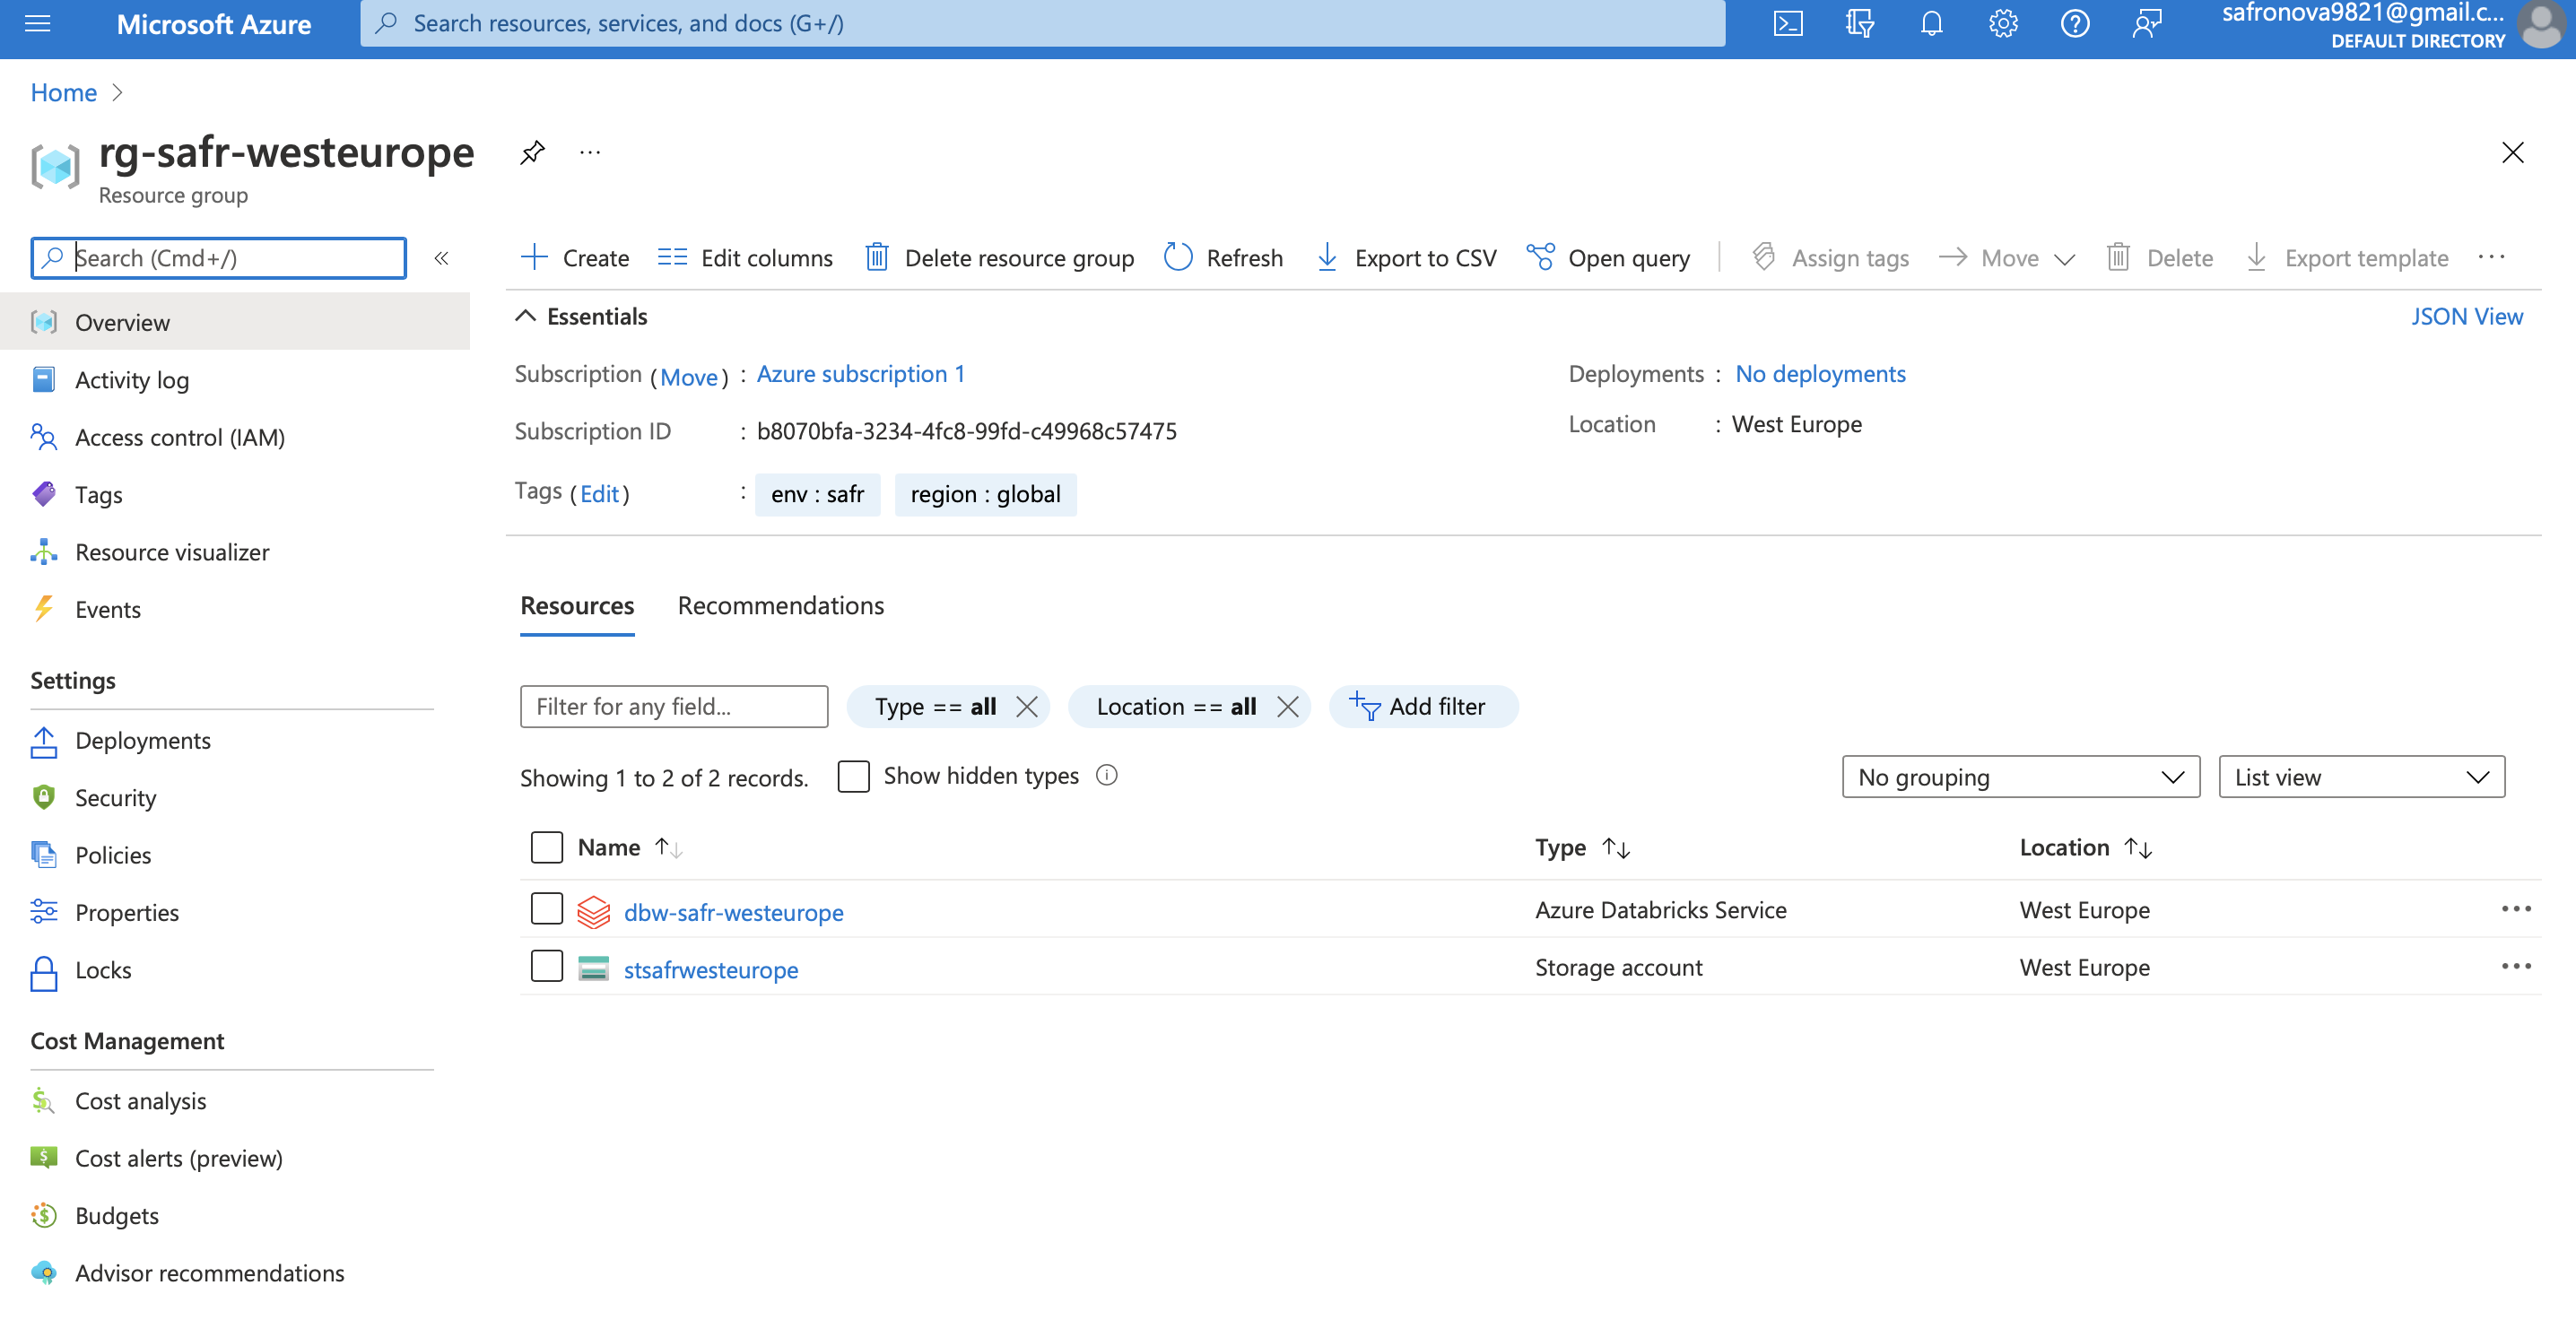 Microsoft Azure
Search resources, services, and docs (G+/)
safronova9821@gmail.c...
DEFAULT DIRECTORY
Home
rg-safr-westeurope
...
Resource group
Search (Cmd+/)
«
Overview
Activity log
Access control (IAM)
Tags
Resource visualizer
Events
Settings
Deployments
Security
Policies
Properties
Locks
Cost Management
Cost analysis
Cost alerts (preview)
Budgets
Advisor recommendations
Create
Edit columns
Delete resource group
Refresh
Export to CSV
Open query
Assign tags
Move
Delete
Export template
...
Essentials
JSON View
Subscription (Move) : Azure subscription 1
Deployments : No deployments
Subscription ID : b8070bfa-3234-4fc8-99fd-c49968c57475
Location : West Europe
Tags (Edit) : env : safr region : global
Resources Recommendations
Filter for any field... Type == all Location == all Add filter
Showing 1 to 2 of 2 records. Show hidden types No grouping List view
Name Type Location
dbw-safr-westeurope Azure Databricks Service West Europe ...
stsafrwesteurope Storage account West Europe ...